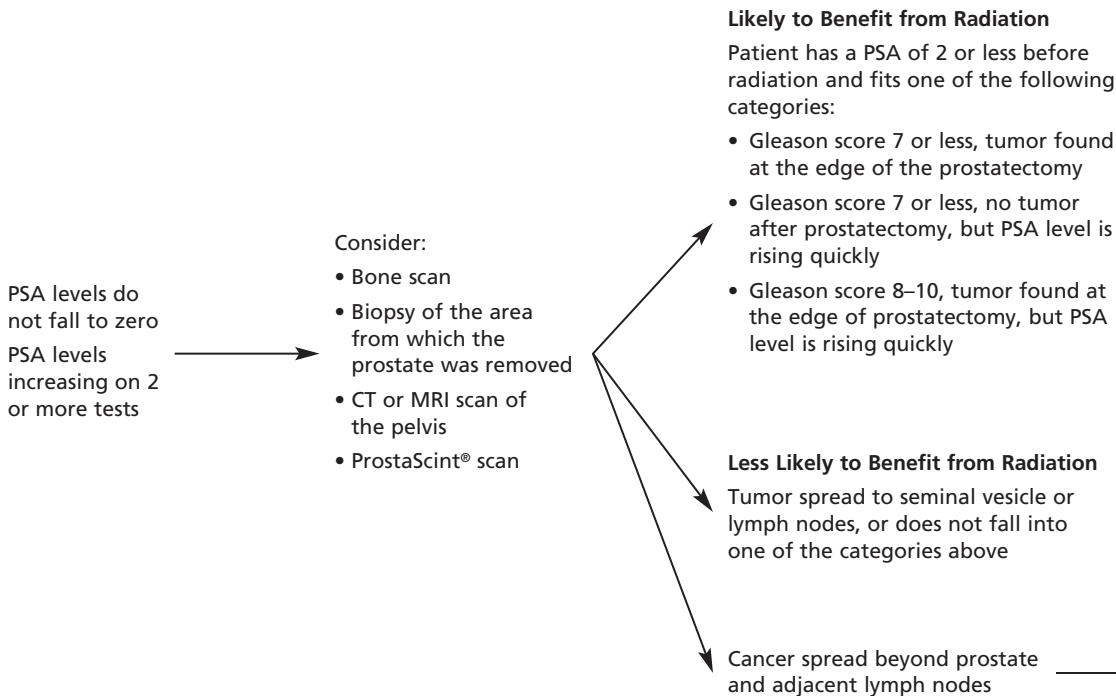 PSA levels do
not fall to zero
PSA levels
increasing on 2
or more tests
Consider:
• Bone scan
• Biopsy of the area
from which the
prostate was removed
• CT or MRI scan of
the pelvis
• ProstaScint® scan
Likely to Benefit from Radiation
Patient has a PSA of 2 or less before
radiation and fits one of the following
categories:
• Gleason score 7 or less, tumor found
at the edge of the prostatectomy
• Gleason score 7 or less, no tumor
after prostatectomy, but PSA level is
rising quickly
• Gleason score 8–10, tumor found at
the edge of prostatectomy, but PSA
level is rising quickly
Less Likely to Benefit from Radiation
Tumor spread to seminal vesicle or
lymph nodes, or does not fall into
one of the categories above
Cancer spread beyond prostate
and adjacent lymph nodes